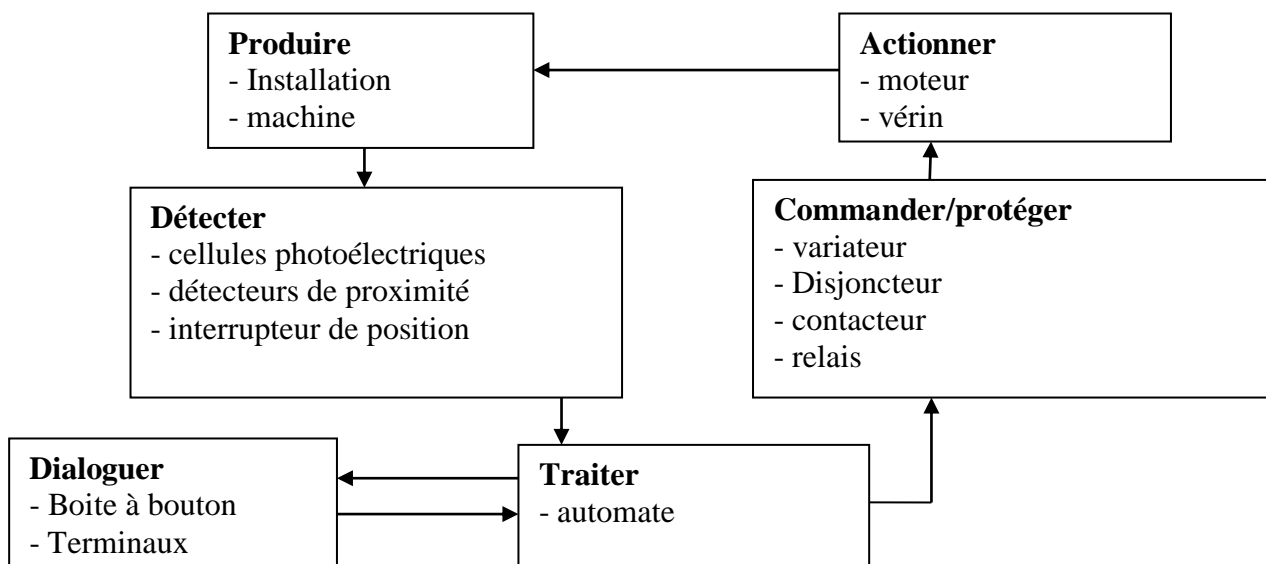 Produire
- Installation
- machine
Actionner
- moteur
- vérin
Détecter
- cellules photoélectriques
- détecteurs de proximité
- interrupteur de position
Commander/protéger
- variateur
- Disjoncteur
- contacteur
- relais
Dialoguer
- Boite à bouton
- Terminaux
Traiter
- automate